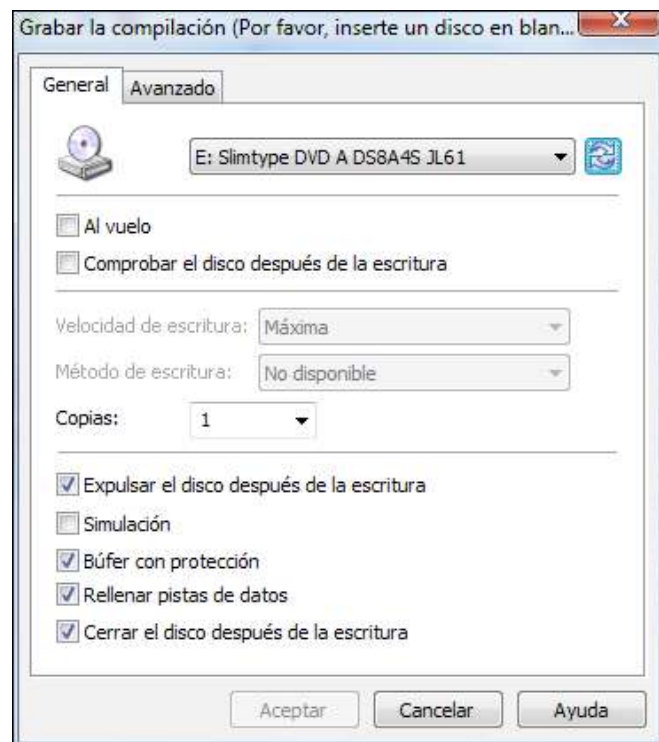 Grabar la compilación (Por favor, inserte un disco en blan...
General Avanzado
E: Slimtype DVD A DS8A4S JL61
Al vuelo
Comprobar el disco después de la escritura
Velocidad de escritura: Máxima
Método de escritura: No disponible
Copias: 1
Expulsar el disco después de la escritura
Simulación
Búfer con protección
Rellenar pistas de datos
Cerrar el disco después de la escritura
Aceptar Cancelar Ayuda